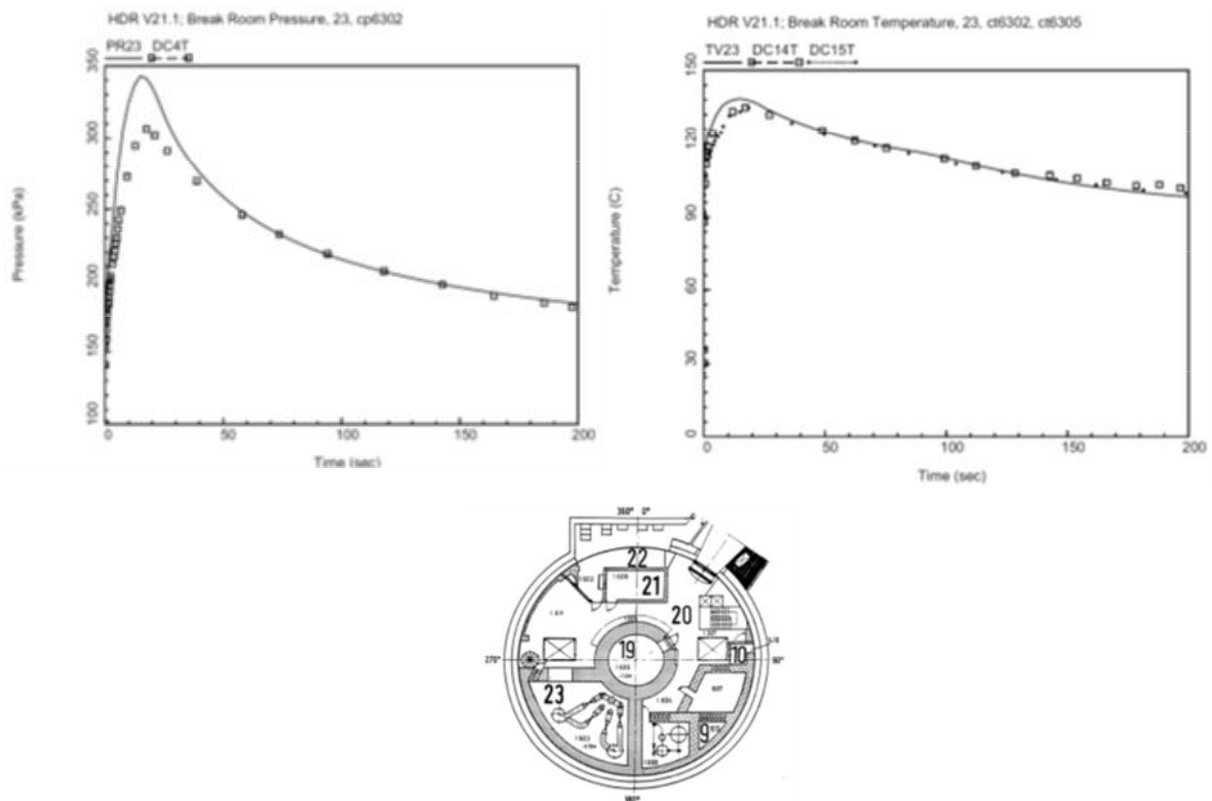 HDR V21.1; Break Room Pressure, 23, cp6302
PR23 DC4T
350
300
250
200
150
100
Pressure (kPa)
0 50 100 150 200
Time (sec)
HDR V21.1; Break Room Temperature, 23, ct6302, ct6305
TV23 DC14T DC15T
150
120
90
60
30
0
Temperature (C)
0 50 100 150 200
Time (sec)
360° 0°
22
21
20
19
10
270°
90°
23
9
180°